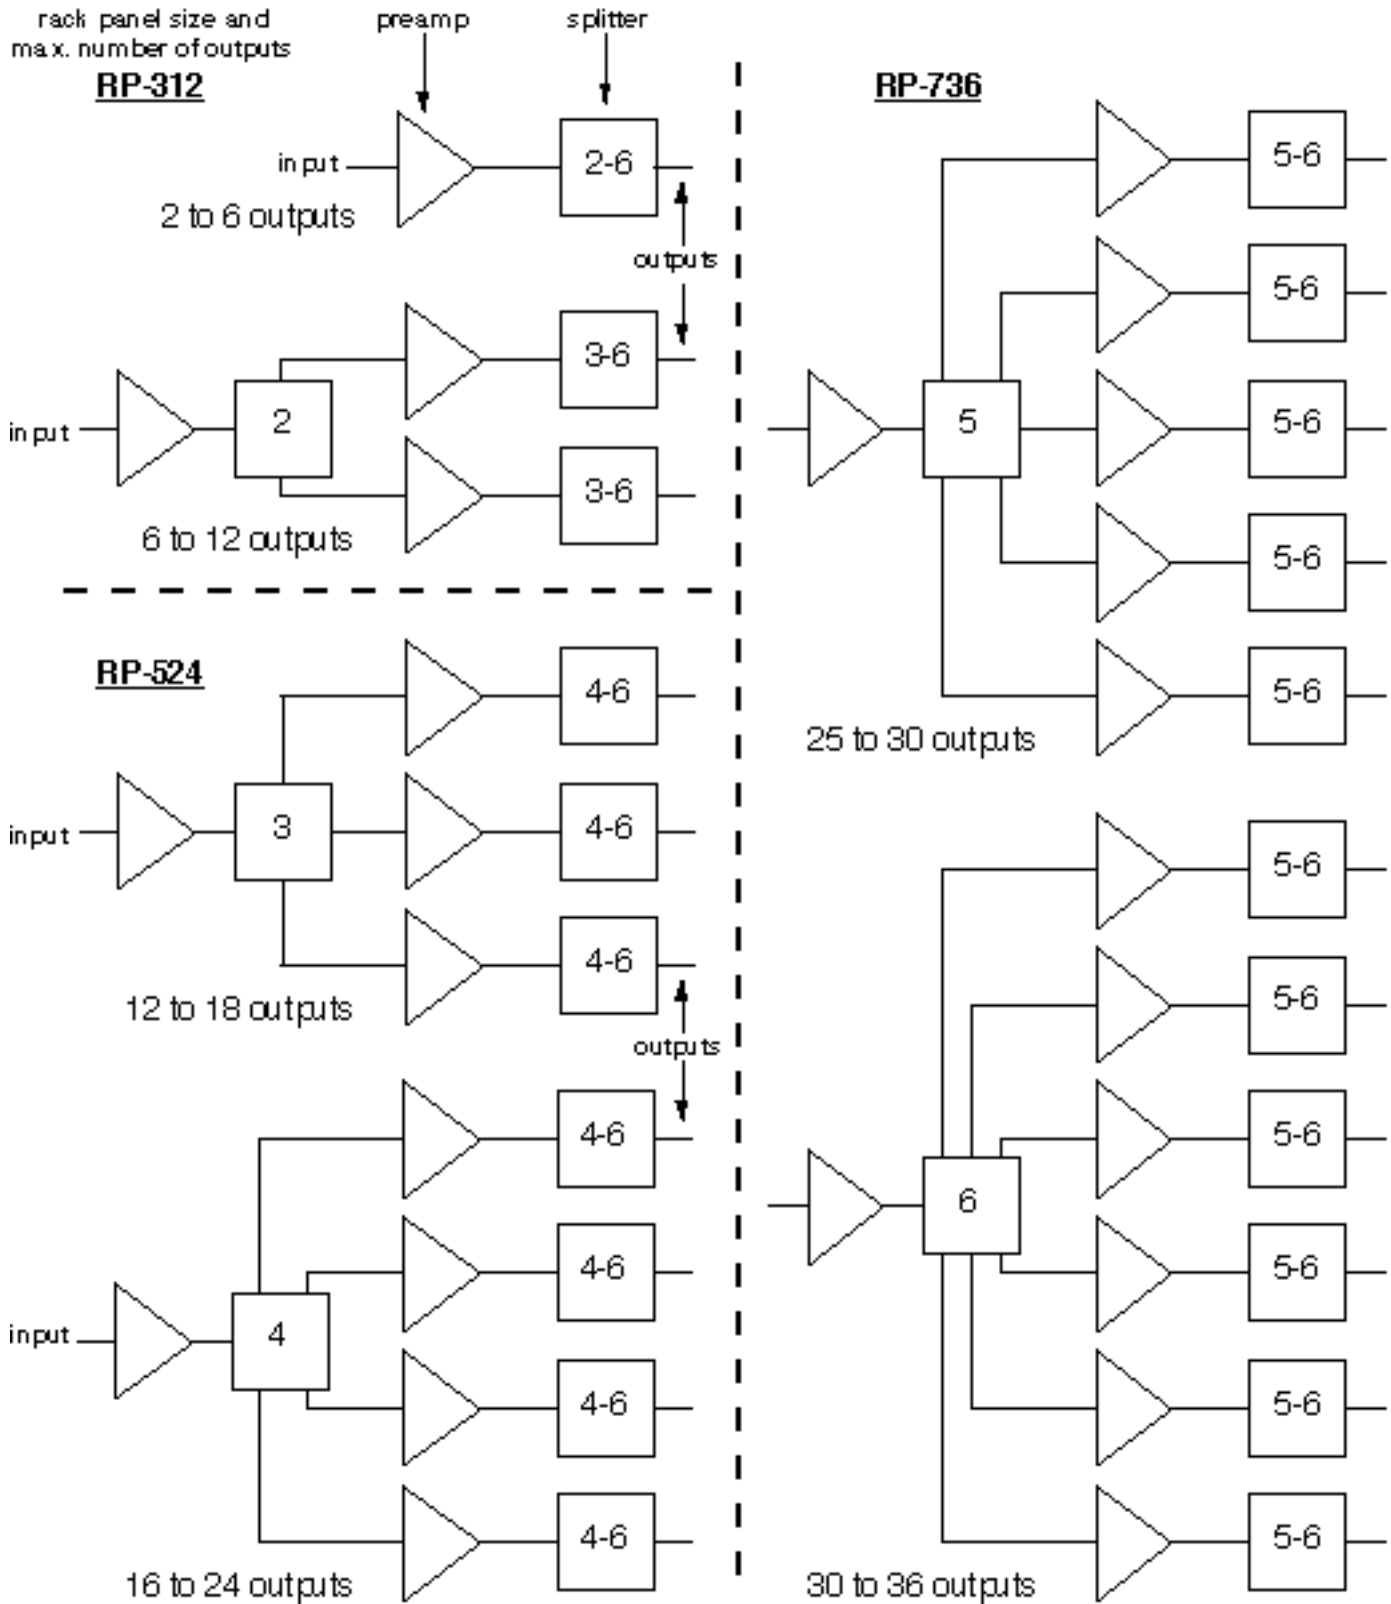 rack panel size and
max. number of outputs
preamp
splitter
RP-312
input
2-6
2 to 6 outputs
outputs
3-6
input
2
3-6
6 to 12 outputs
RP-524
4-6
input
3
4-6
4-6
12 to 18 outputs
outputs
4-6
4-6
input
4
4-6
4-6
16 to 24 outputs
RP-736
5-6
5-6
5
5-6
5-6
5-6
25 to 30 outputs
5-6
5-6
5-6
6
5-6
5-6
5-6
30 to 36 outputs